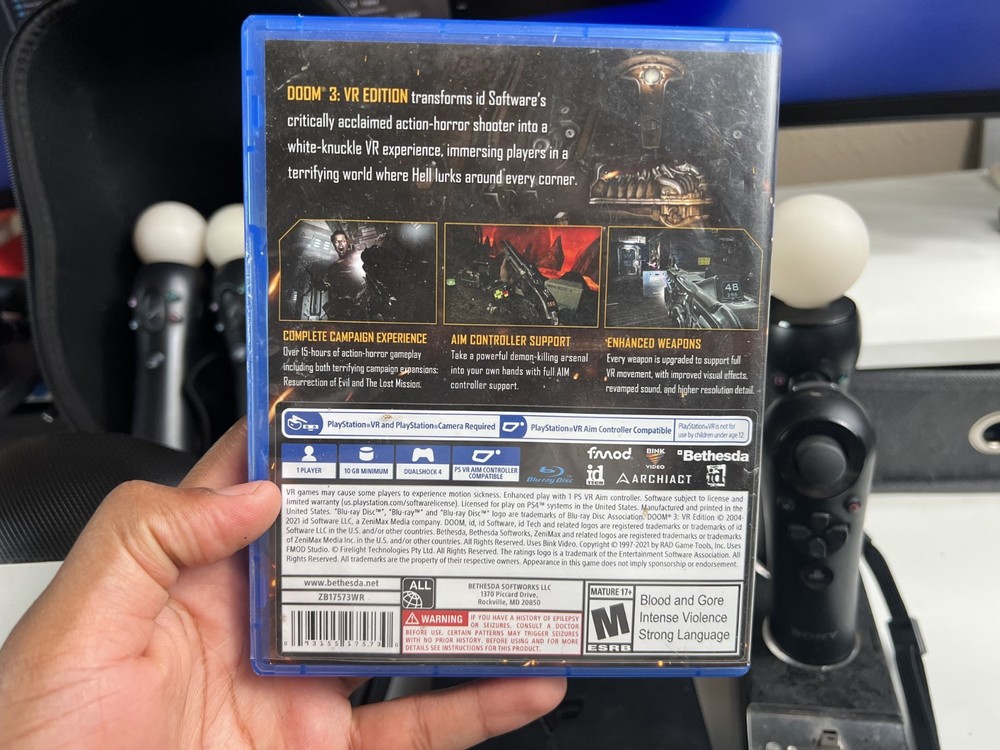 DOOM® 3: VR EDITION transforms id Software's
critically acclaimed action-horror shooter into a
white-knuckle VR experience, immersing players in a
terrifying world where Hell lurks around every corner.
48
COMPLETE CAMPAIGN EXPERIENCE
Over 15-hours of action-horror gameplay
including both terrifying campaign expansions:
Resurrection of Evil and The Lost Mission.
AIM CONTROLLER SUPPORT
Take a powerful demon-killing arsenal
into your own hands with full AIM
controller support.
ENHANCED WEAPONS
Every weapon is upgraded to support full
VR movement, with improved visual effects,
revamped sound, and higher resolution detail.
PlayStation®VR and PlayStation®Camera Required
PlayStation®VR Aim Controller Compatible
PlayStation®VR is not for
use by children under age 12.
1 PLAYER
10 GB MINIMUM
DUALSHOCK 4
PS VR AIM CONTROLLER
COMPATIBLE
Blu-ray Disc
fmod
BINK
VIDEO
Bethesda
id
ARCHIACT
id
VR games may cause some players to experience motion sickness. Enhanced play with 1 PS VR Aim controller. Software subject to license and
limited warranty (us.playstation.com/softwarelicense). Licensed for play on PS4™ systems in the United States. Manufactured and printed in the
United States. "Blu-ray Disc™", "Blu-ray™" and "Blu-ray Disc™" logo are trademarks of Blu-ray Disc Association. DOOM® 3: VR Edition © 2004-
2021 id Software LLC, a ZeniMax Media company. DOOM, id, id Software, id Tech and related logos are registered trademarks or trademarks of id
Software LLC in the U.S. and/or other countries. Bethesda, Bethesda Softworks, ZeniMax and related logos are registered trademarks or trademarks of
ZeniMax Media Inc. in the U.S. and/or other countries. All Rights Reserved. Uses Bink Video. Copyright © 1997-2021 by RAD Game Tools, Inc. Uses
FMOD Studio. © Firelight Technologies Pty Ltd. All Rights Reserved. The ratings logo is a trademark of the Entertainment Software Association. All
Rights Reserved. All trademarks are the property of their respective owners. Appearance in this game does not imply sponsorship or endorsement.
www.bethesda.net
ZB17573WR
ALL
BETHESDA SOFTWORKS LLC
1370 Piccard Drive,
Rockville, MD 20850
WARNING IF YOU HAVE A HISTORY OF EPILEPSY
OR SEIZURES, CONSULT A DOCTOR
BEFORE USE. CERTAIN PATTERNS MAY TRIGGER SEIZURES
WITH NO PRIOR HISTORY. BEFORE USING AND FOR MORE
DETAILS SEE INSTRUCTIONS FOR THIS PRODUCT.
MATURE 17+
M
ESRB
Blood and Gore
Intense Violence
Strong Language
SONY